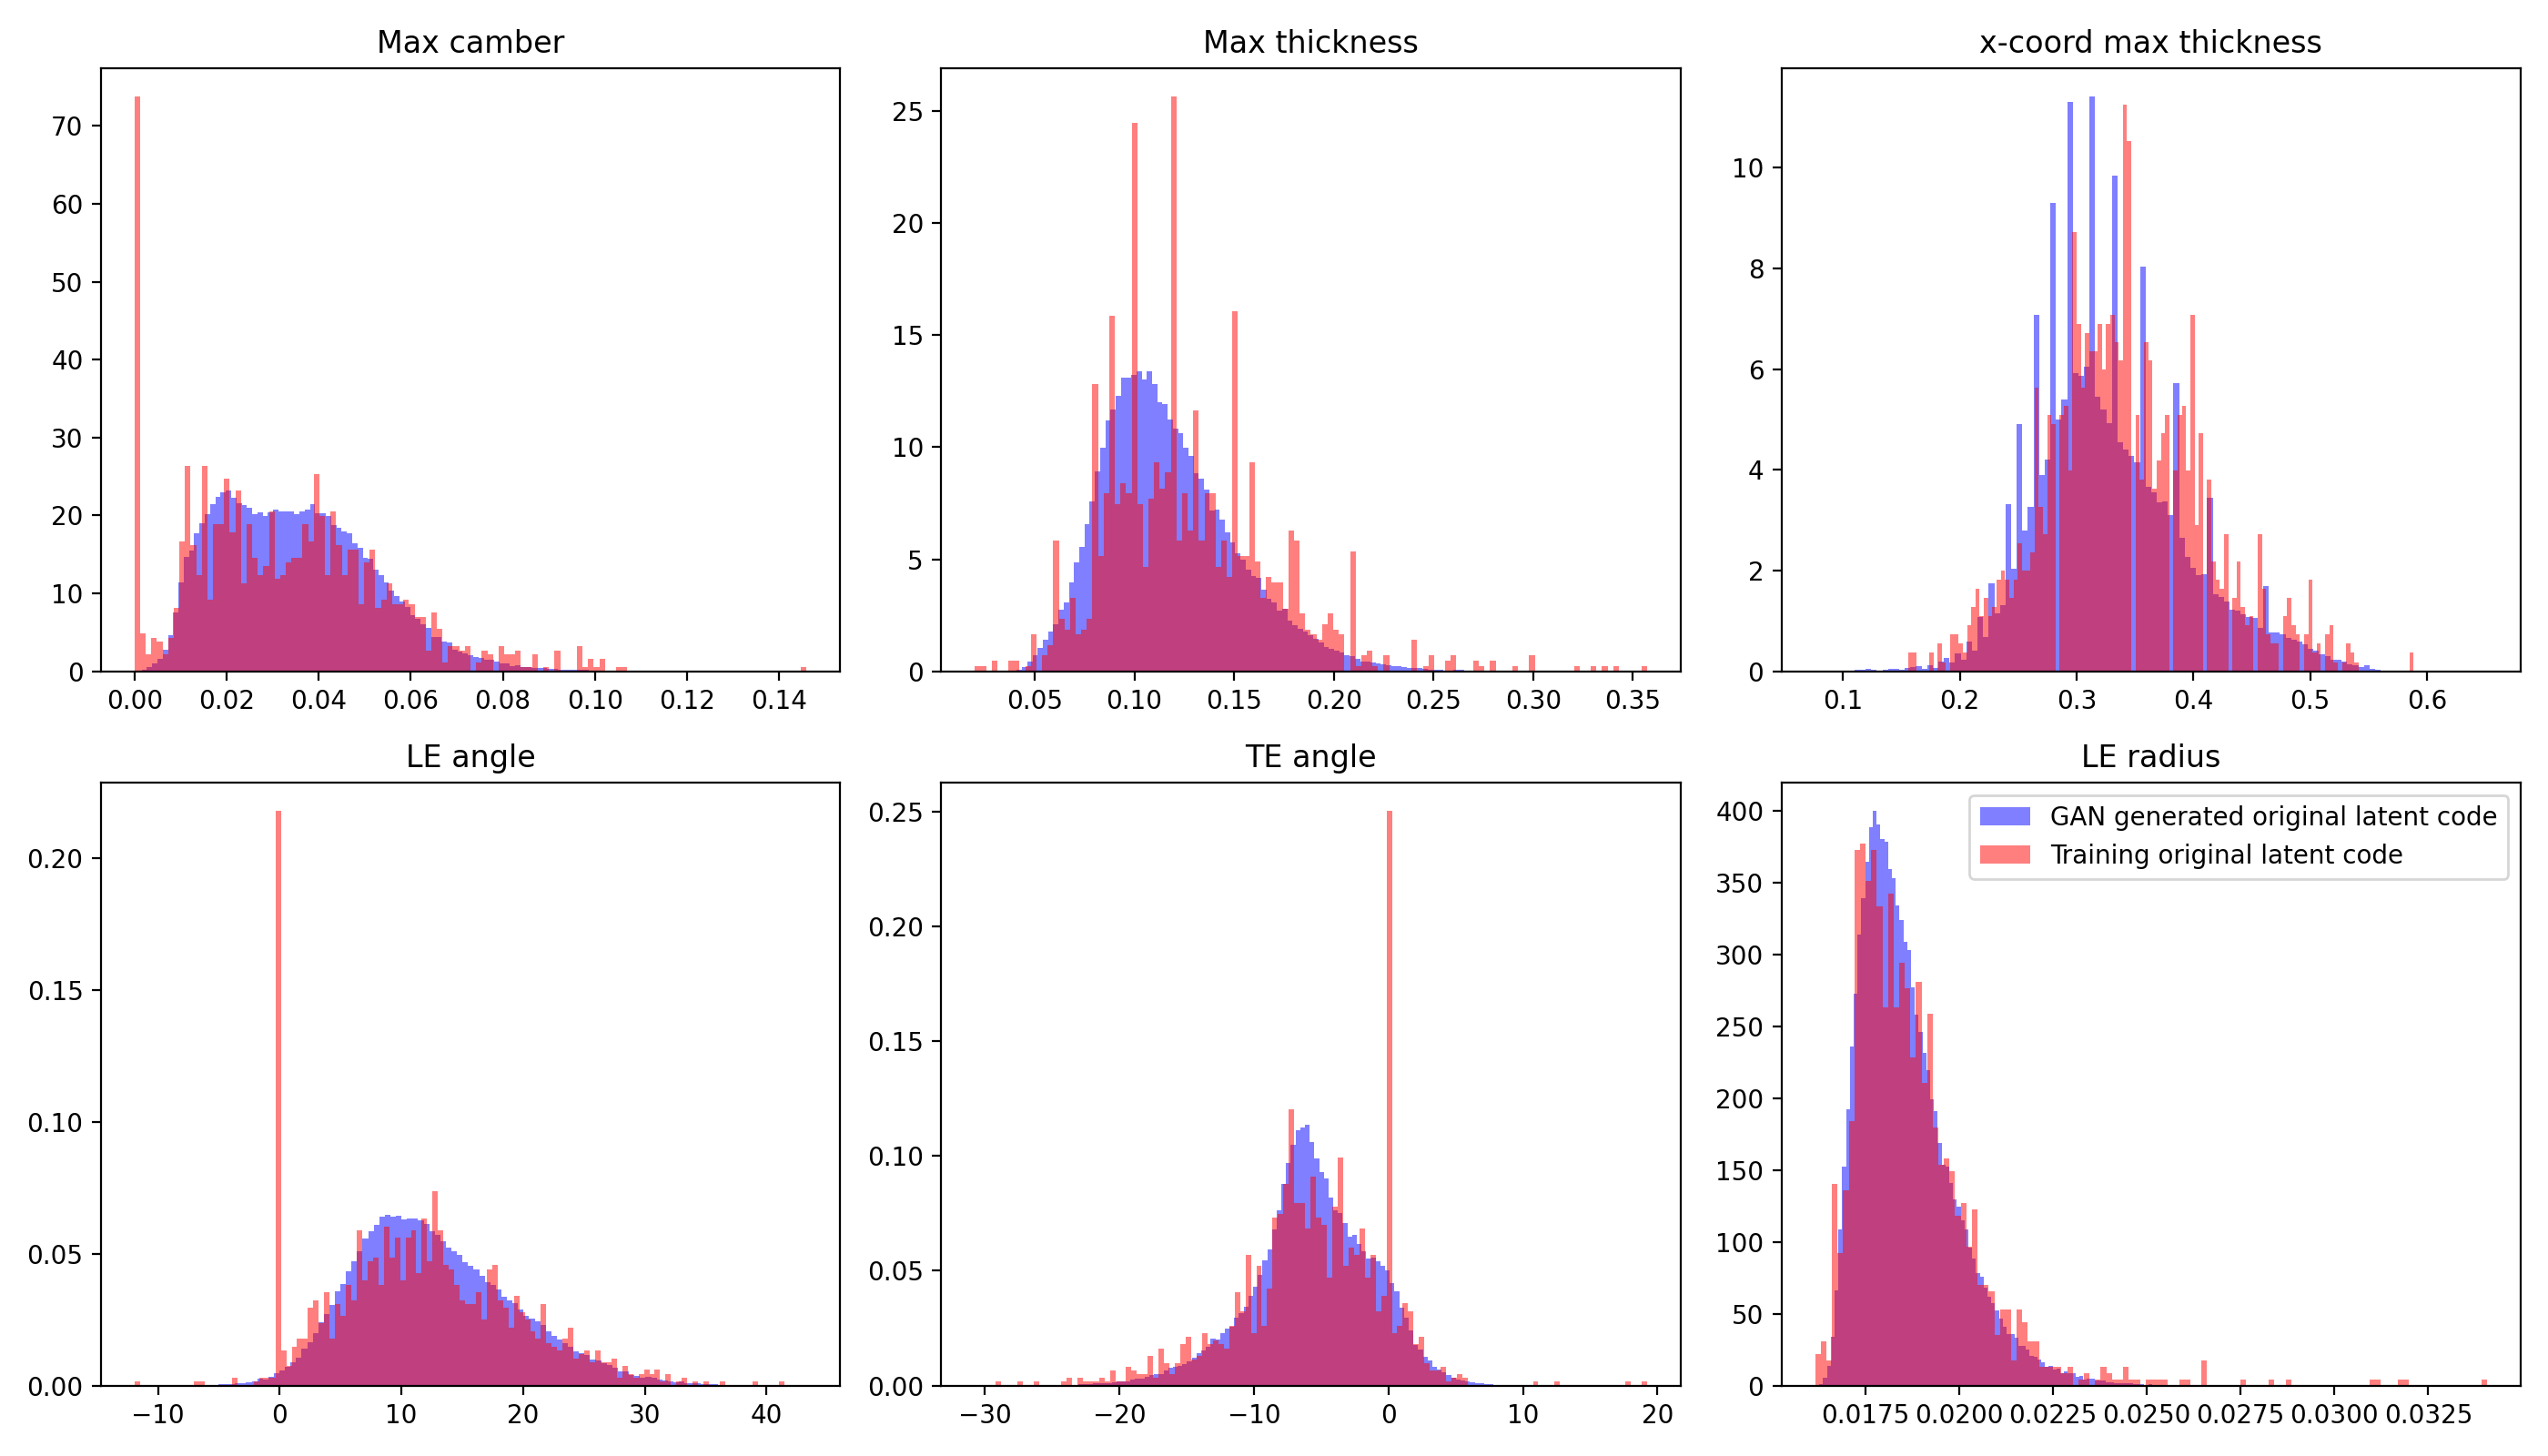 Max camber
Max thickness
x-coord max thickness
70
60
50
40
30
20
10
0
0.00 0.02 0.04 0.06 0.08 0.10 0.12 0.14
25
20
15
10
5
0
0.05 0.10 0.15 0.20 0.25 0.30 0.35
10
8
6
4
2
0
0.1 0.2 0.3 0.4 0.5 0.6
LE angle
TE angle
LE radius
0.20
0.15
0.10
0.05
0.00
−10 0 10 20 30 40
0.25
0.20
0.15
0.10
0.05
0.00
−30 −20 −10 0 10 20
GAN generated original latent code
Training original latent code
400
350
300
250
200
150
100
50
0
0.0175 0.0200 0.0225 0.0250 0.0275 0.0300 0.0325